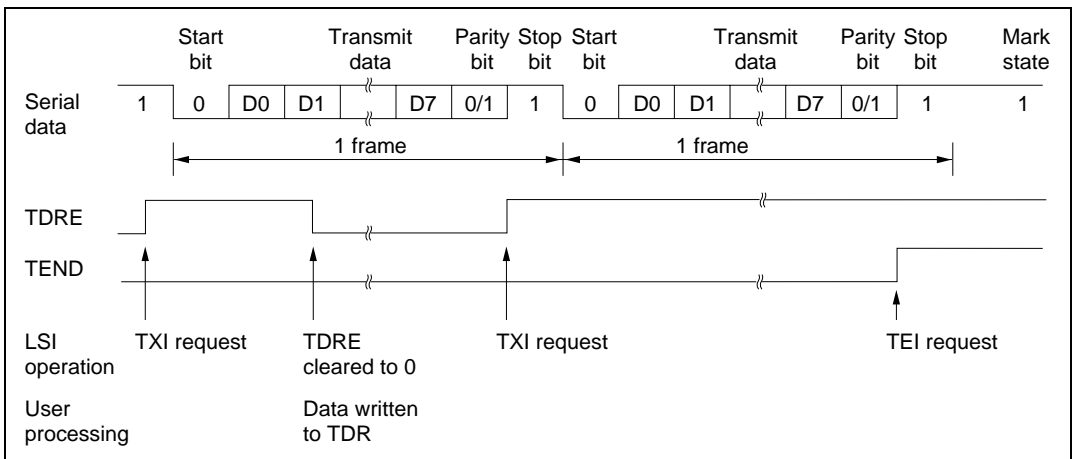 Start Transmit Parity Stop Start Transmit Parity Stop Mark
bit data bit bit bit data bit bit state
Serial data
1 0 D0 D1 D7 0/1 1 0 D0 D1 D7 0/1 1 1
1 frame 1 frame
TDRE
TEND
LSI TXI request TDRE TXI request TEI request
operation cleared to 0
User Data written
processing to TDR